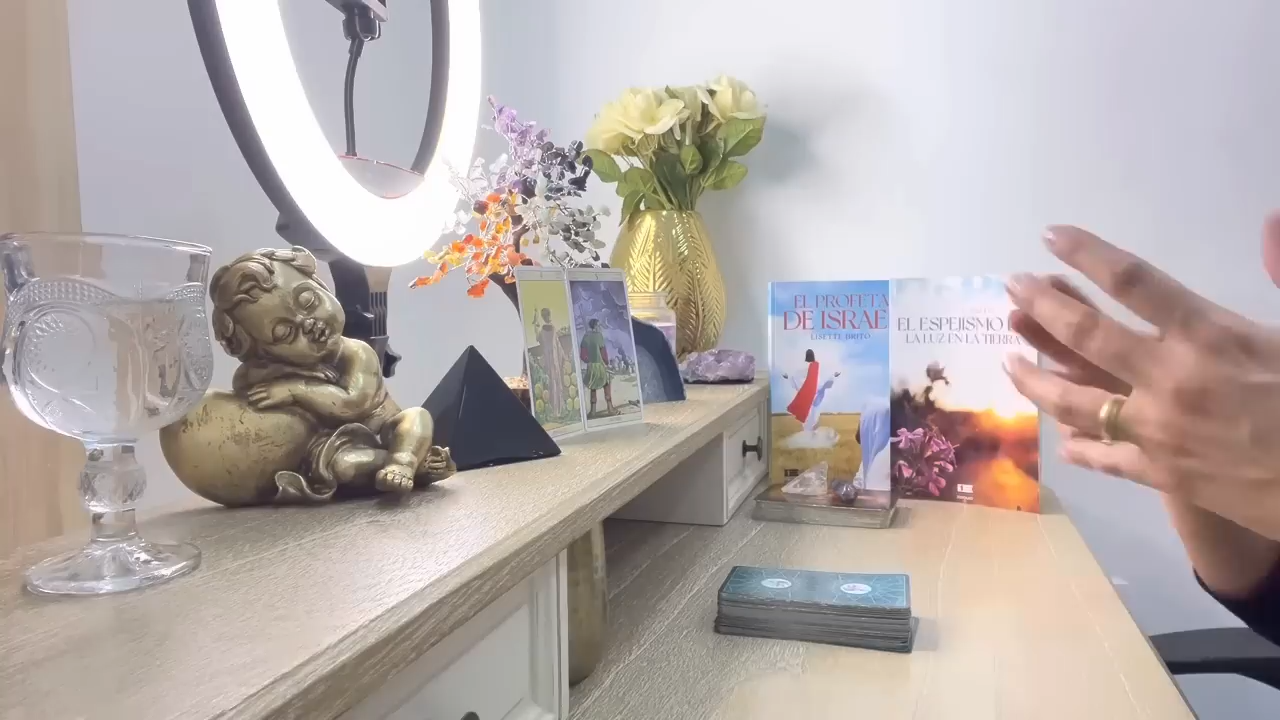 EL PROFETA
DE ISRAE
LISETTE BRITO
EL ESPEJISMO
LA LUZ EN LA TIERRA